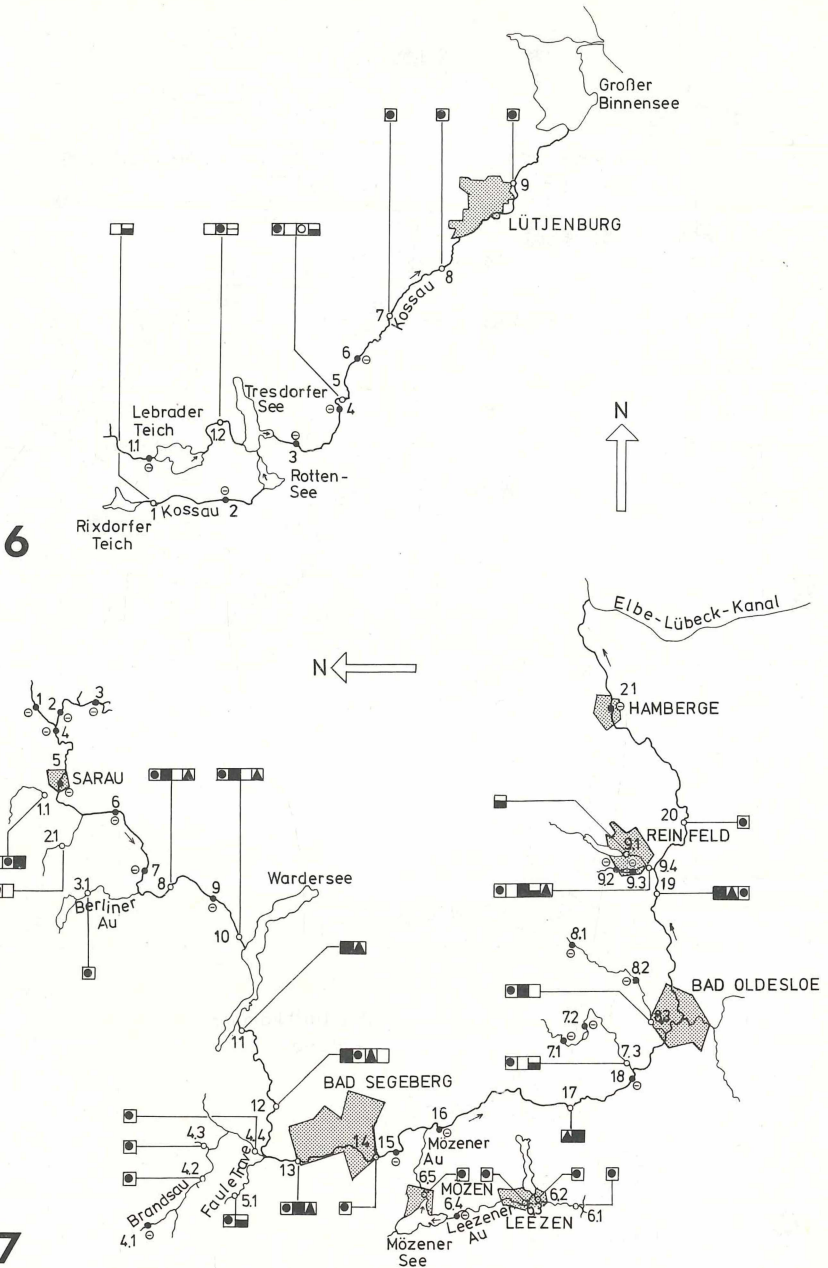 Großer
Binnensee
9
LÜTJENBURG
8
Kossau
7
6
5
4
Tresdorfer
See
Lebrader
Teich
1.1
1.2
3
N
Rotten-
See
1 Kossau 2
Rixdorfer
Teich
6
Elbe-Lübeck-Kanal
N
1 2 3
4
21
HAMBERGE
5
SARAU
1.1
6
2.1
20
REINFELD
9.1
9.4
9.2 9.3
19
7
3.1
8
Berliner
Au
9
Wardersee
10
8.1
8.2
BAD OLDESLOE
8.3
11
7.2
7.1
7.3
18
BAD SEGEBERG
12
16
17
4.3
4.4
13
14
15
Mözener
Au
4.2
Brandsau
Faule Trave
5.1
4.1
6.5
MÖZEN
6.4
6.3
6.2
6.1
Leezener
Au
LEEZEN
Mözener
See
7